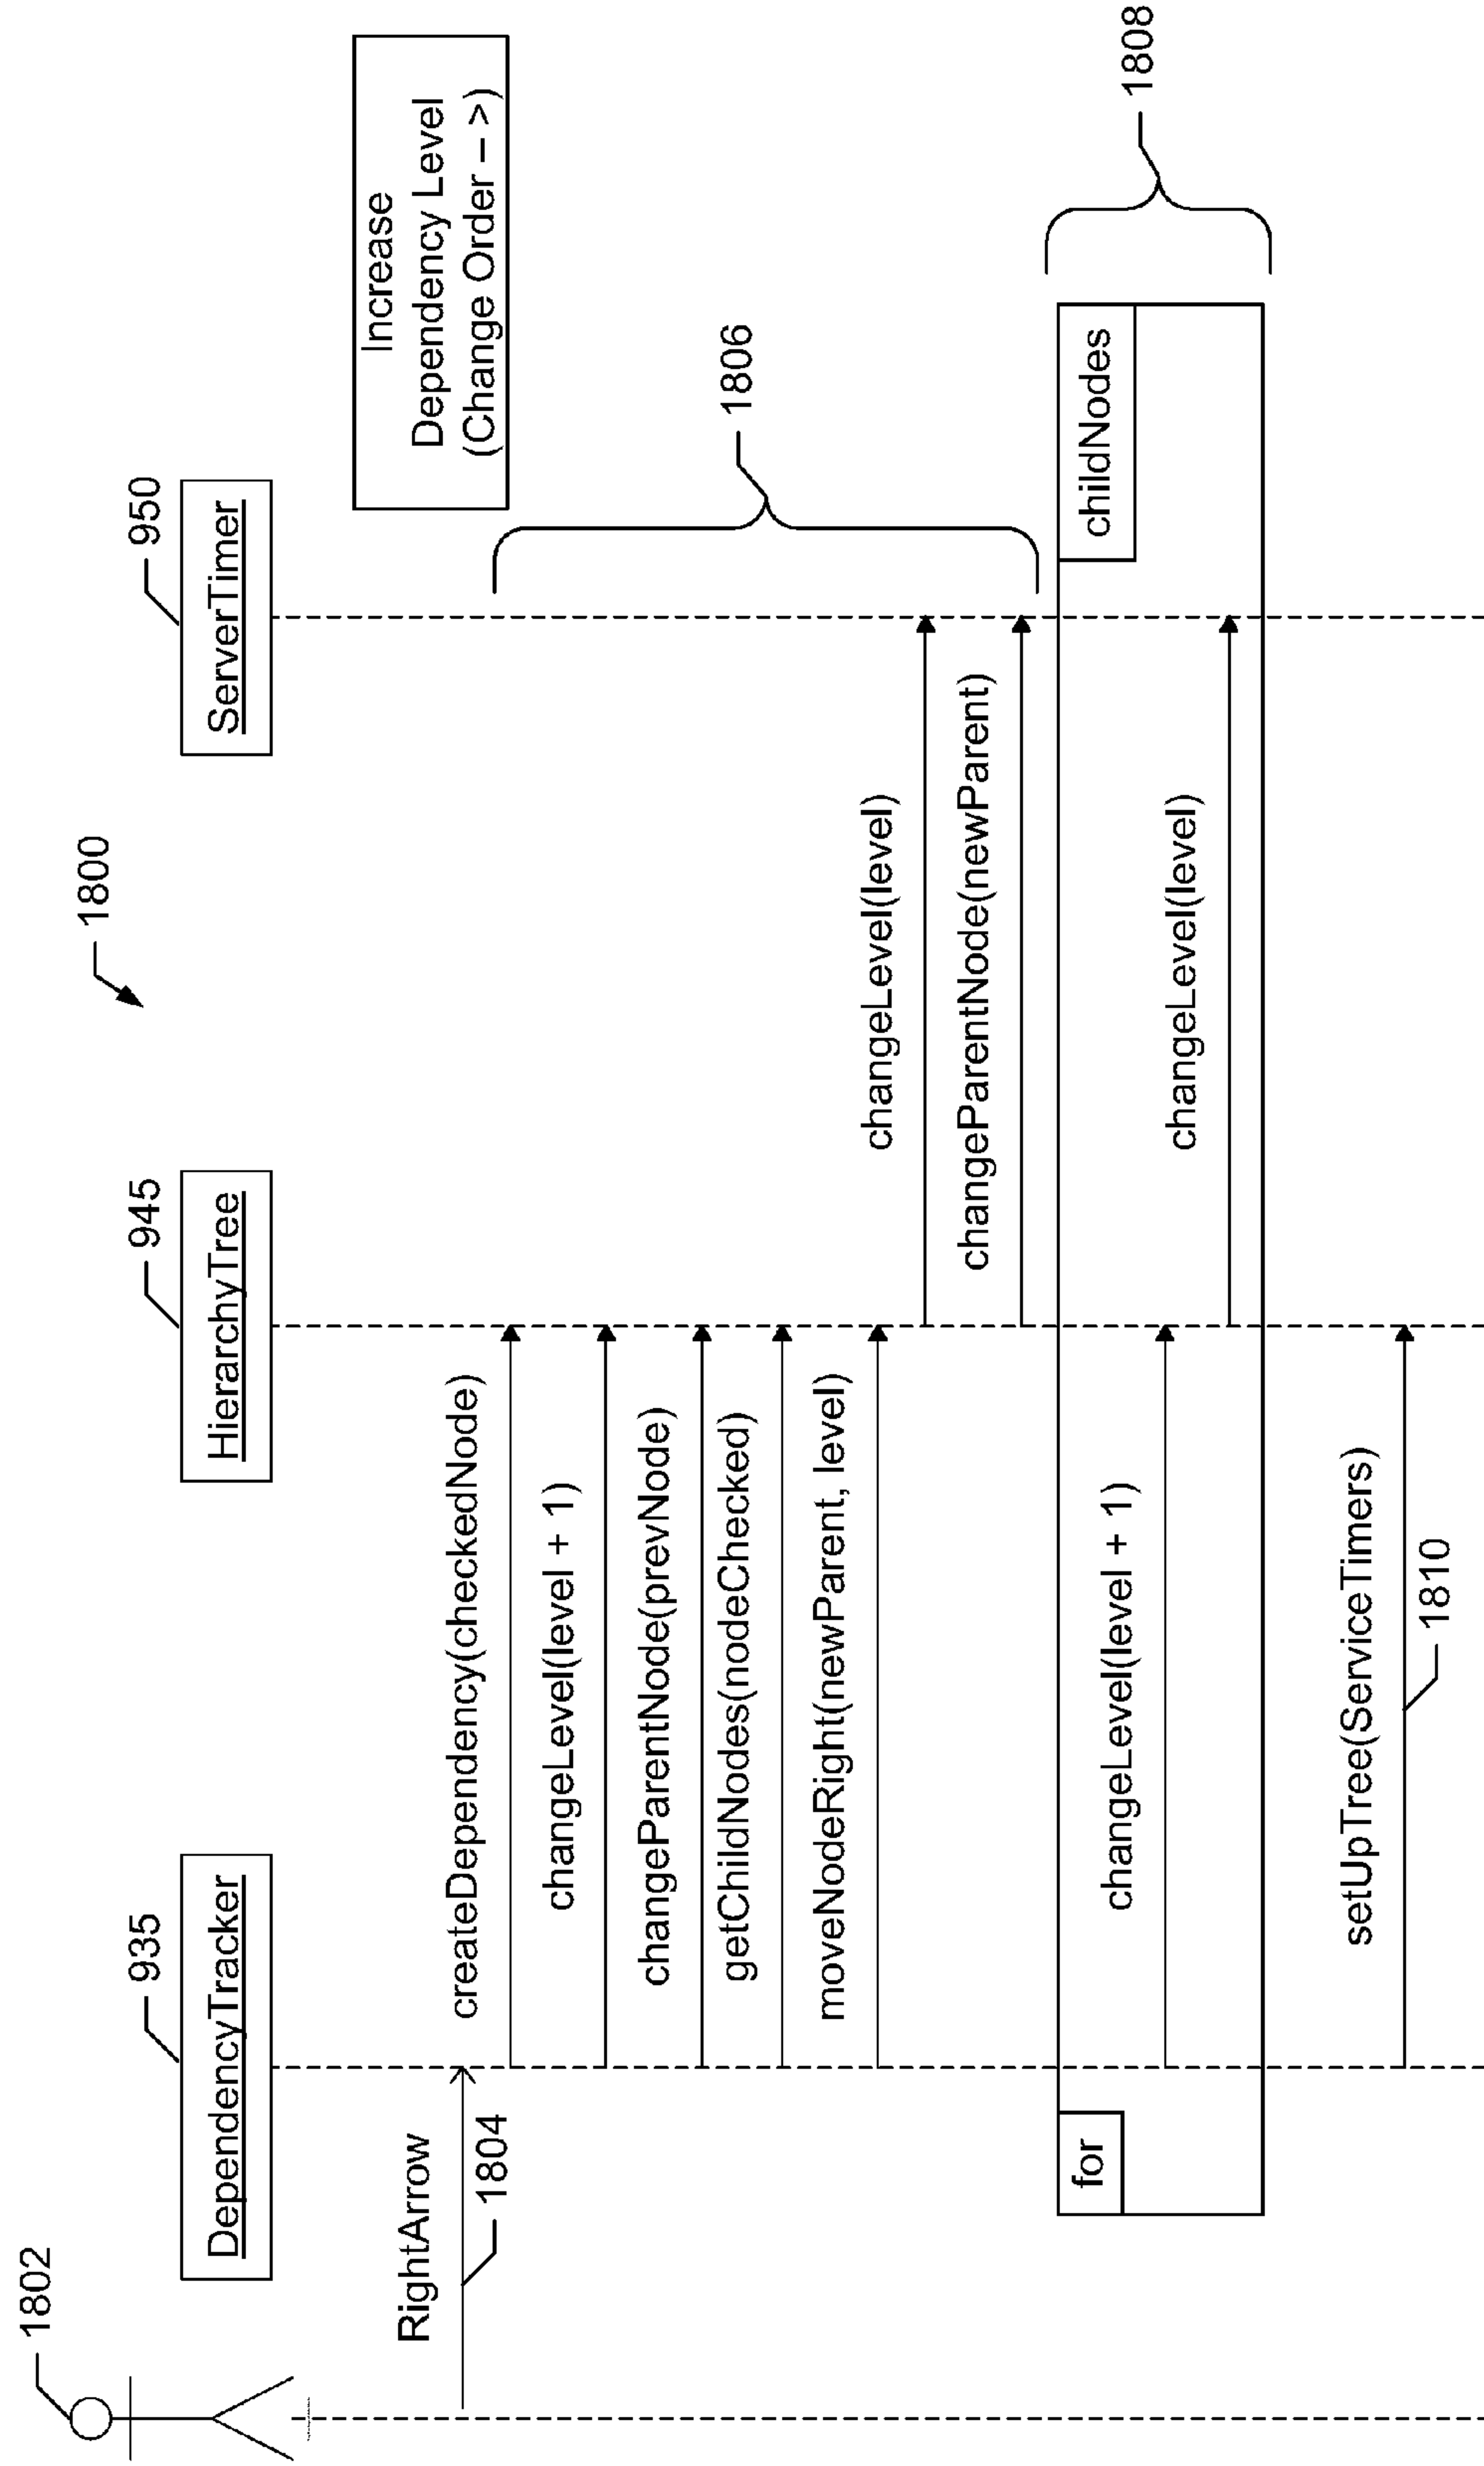 1800
1802
935
945
950
DependencyTracker
HierarchyTree
ServerTimer
Increase
Dependency Level
(Change Order – >)
RightArrow
1804
createDependency(checkedNode)
changeLevel(level + 1)
changeParentNode(prevNode)
getChildNodes(nodeChecked)
moveNodeRight(newParent, level)
changeLevel(level)
changeParentNode(newParent)
1806
for
childNodes
changeLevel(level + 1)
changeLevel(level)
1808
setUpTree(ServiceTimers)
1810